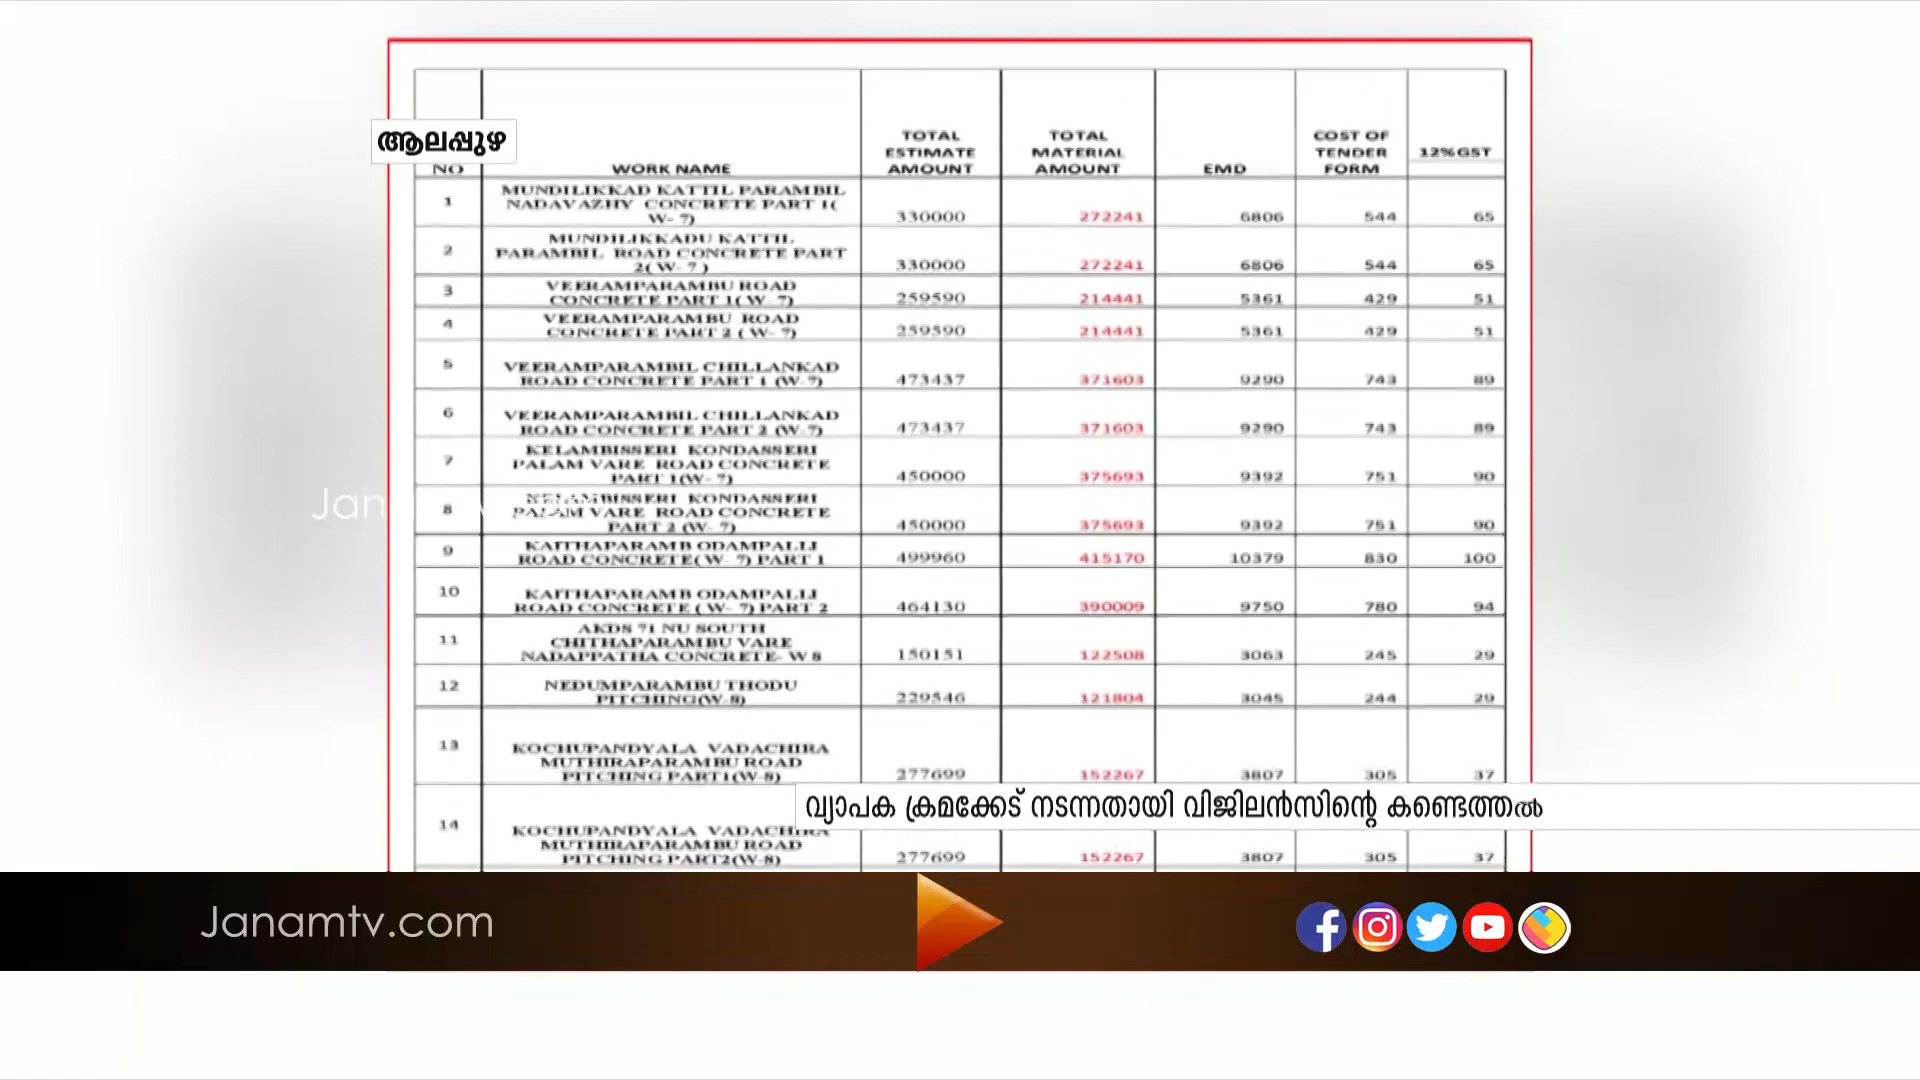 ആലപ്പുഴ
NO WORK NAME TOTAL ESTIMATE AMOUNT TOTAL MATERIAL AMOUNT EMD COST OF TENDER FORM 12%GST
1 MUNDILIKKAD KATTIL PARAMBIL
NADAVAZHY CONCRETE PART 1(
W- 7) 330000 272241 6806 544 65
2 MUNDILIKKADU KATTIL
PARAMBIL ROAD CONCRETE PART
2( W- 7 ) 330000 272241 6806 544 65
3 VEERAMPARAMBU ROAD
CONCRETE PART 1( W- 7) 259590 214441 5361 429 51
4 VEERAMPARAMBU ROAD
CONCRETE PART 2 ( W- 7) 259590 214441 5361 429 51
5 VEERAMPARAMBIL CHILLANKAD
ROAD CONCRETE PART 1 (W-7) 473437 371603 9290 743 89
6 VEERAMPARAMBIL CHILLANKAD
ROAD CONCRETE PART 2 (W-7) 473437 371603 9290 743 89
7 KELAMBISSERI KONDASSERI
PALAM VARE ROAD CONCRETE
PART 1(W- 7) 450000 375693 9392 751 90
8 KELAMBISSERI KONDASSERI
PALAM VARE ROAD CONCRETE
PART 2 (W- 7) 450000 375693 9392 751 90
9 KAITHAPARAMB ODAMPALLI
ROAD CONCRETE( W- 7) PART 1 499960 415170 10379 830 100
10 KAITHAPARAMB ODAMPALLI
ROAD CONCRETE ( W- 7) PART 2 464130 390009 9750 780 94
11 AKDS 71 NU SOUTH
CHITHAPARAMBU VARE
NADAPPATHA CONCRETE- W 8 150151 122508 3063 245 29
12 NEDUMPARAMBU THODU
PITCHING(W-8) 229546 121804 3045 244 29
13 KOCHUPANDYALA VADACHIRA
MUTHIRAPARAMBU ROAD
PITCHING PART1(W-8) 277699 152267 3807 305 37
വ്യാപക ക്രമക്കേട് നടന്നതായി വിജിലൻസിന്റെ കണ്ടെത്തൽ
14 KOCHUPANDYALA VADACHIRA
MUTHIRAPARAMBU ROAD
PITCHING PART2(W-8) 277699 152267 3807 305 37
Janamtv.com